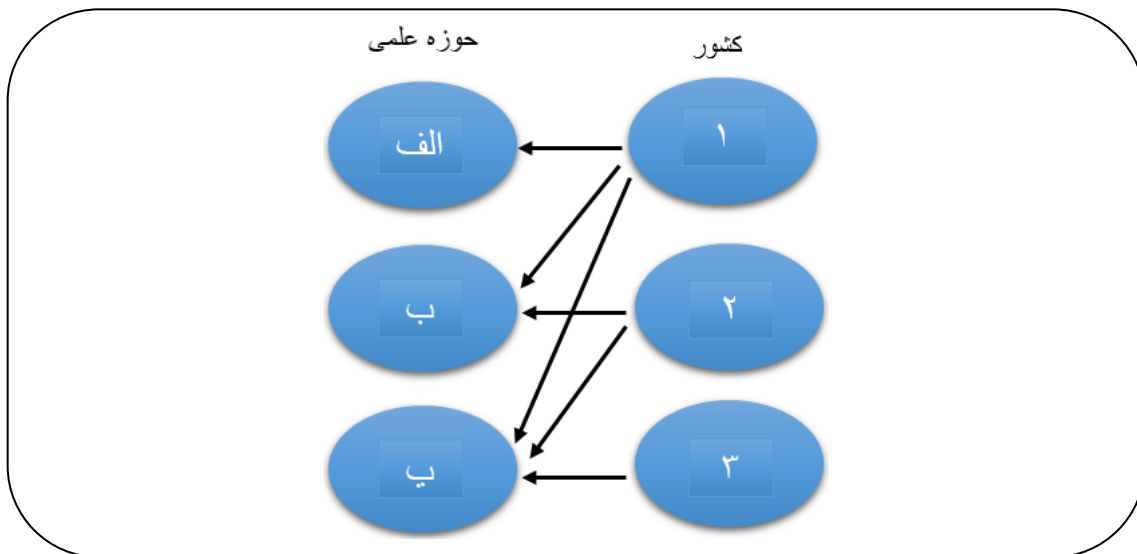 کشور حوزه علمی
۱ الف
۲ ب
۳ پ